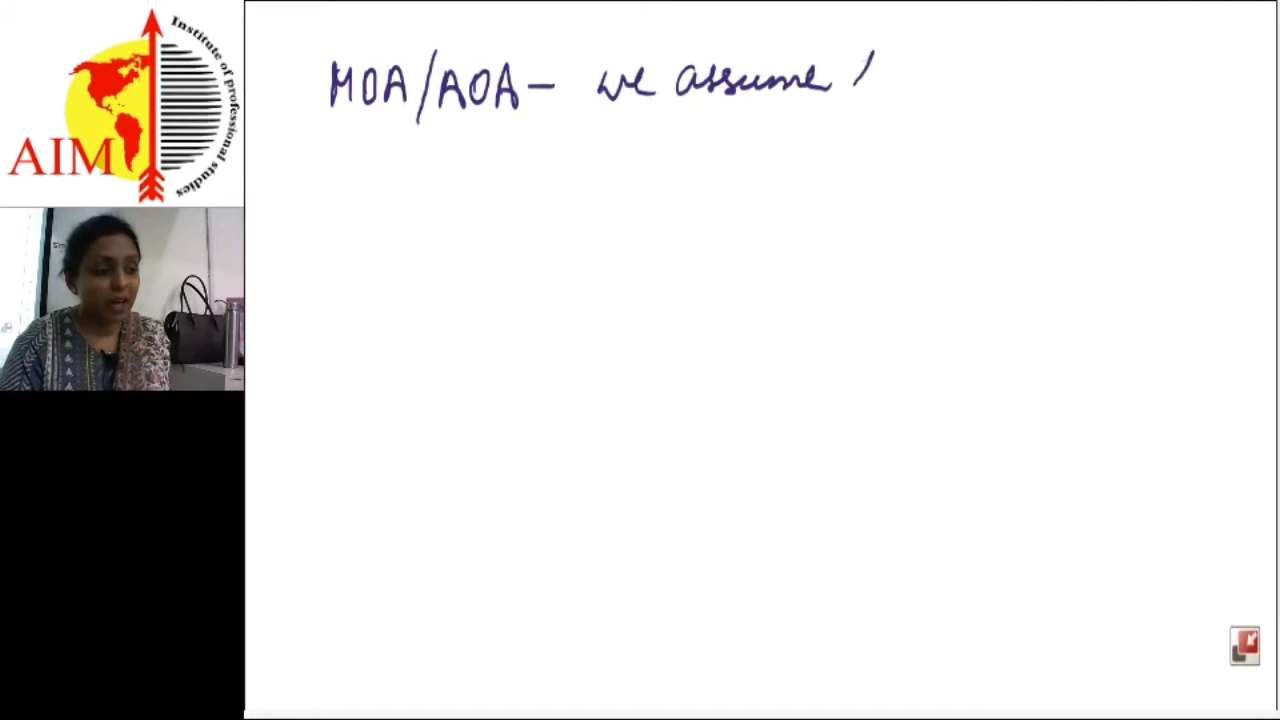 Institute of professional studies
AIM
MOA/AOA – we assume